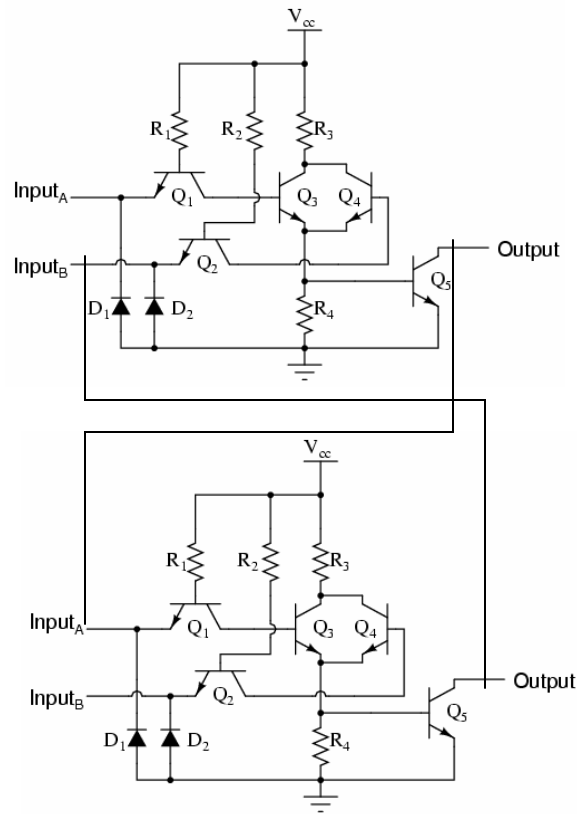 Vcc
R1 R2 R3
InputA Q1 Q3 Q4
InputB Q2 Output
Q5
D1 D2 R4
Vcc
R1 R2 R3
InputA Q1 Q3 Q4
InputB Q2 Output
Q5
D1 D2 R4